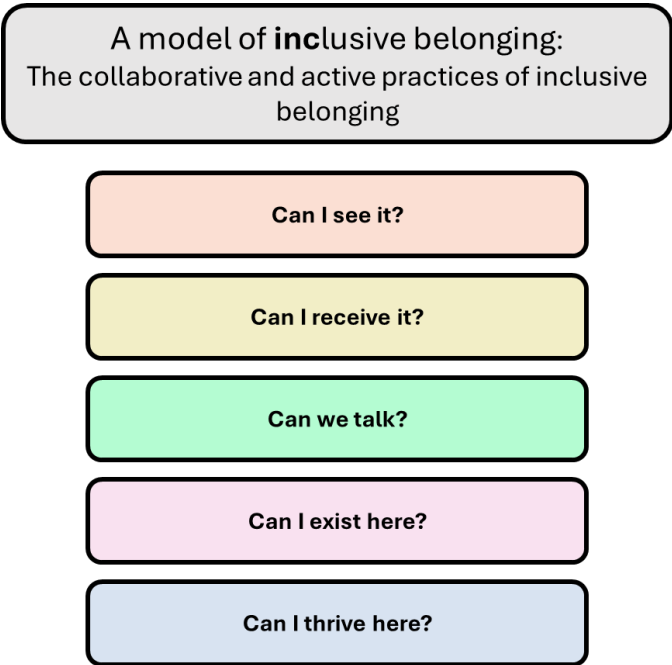 A model of inclusive belonging:
The collaborative and active practices of inclusive
belonging
Can I see it?
Can I receive it?
Can we talk?
Can I exist here?
Can I thrive here?